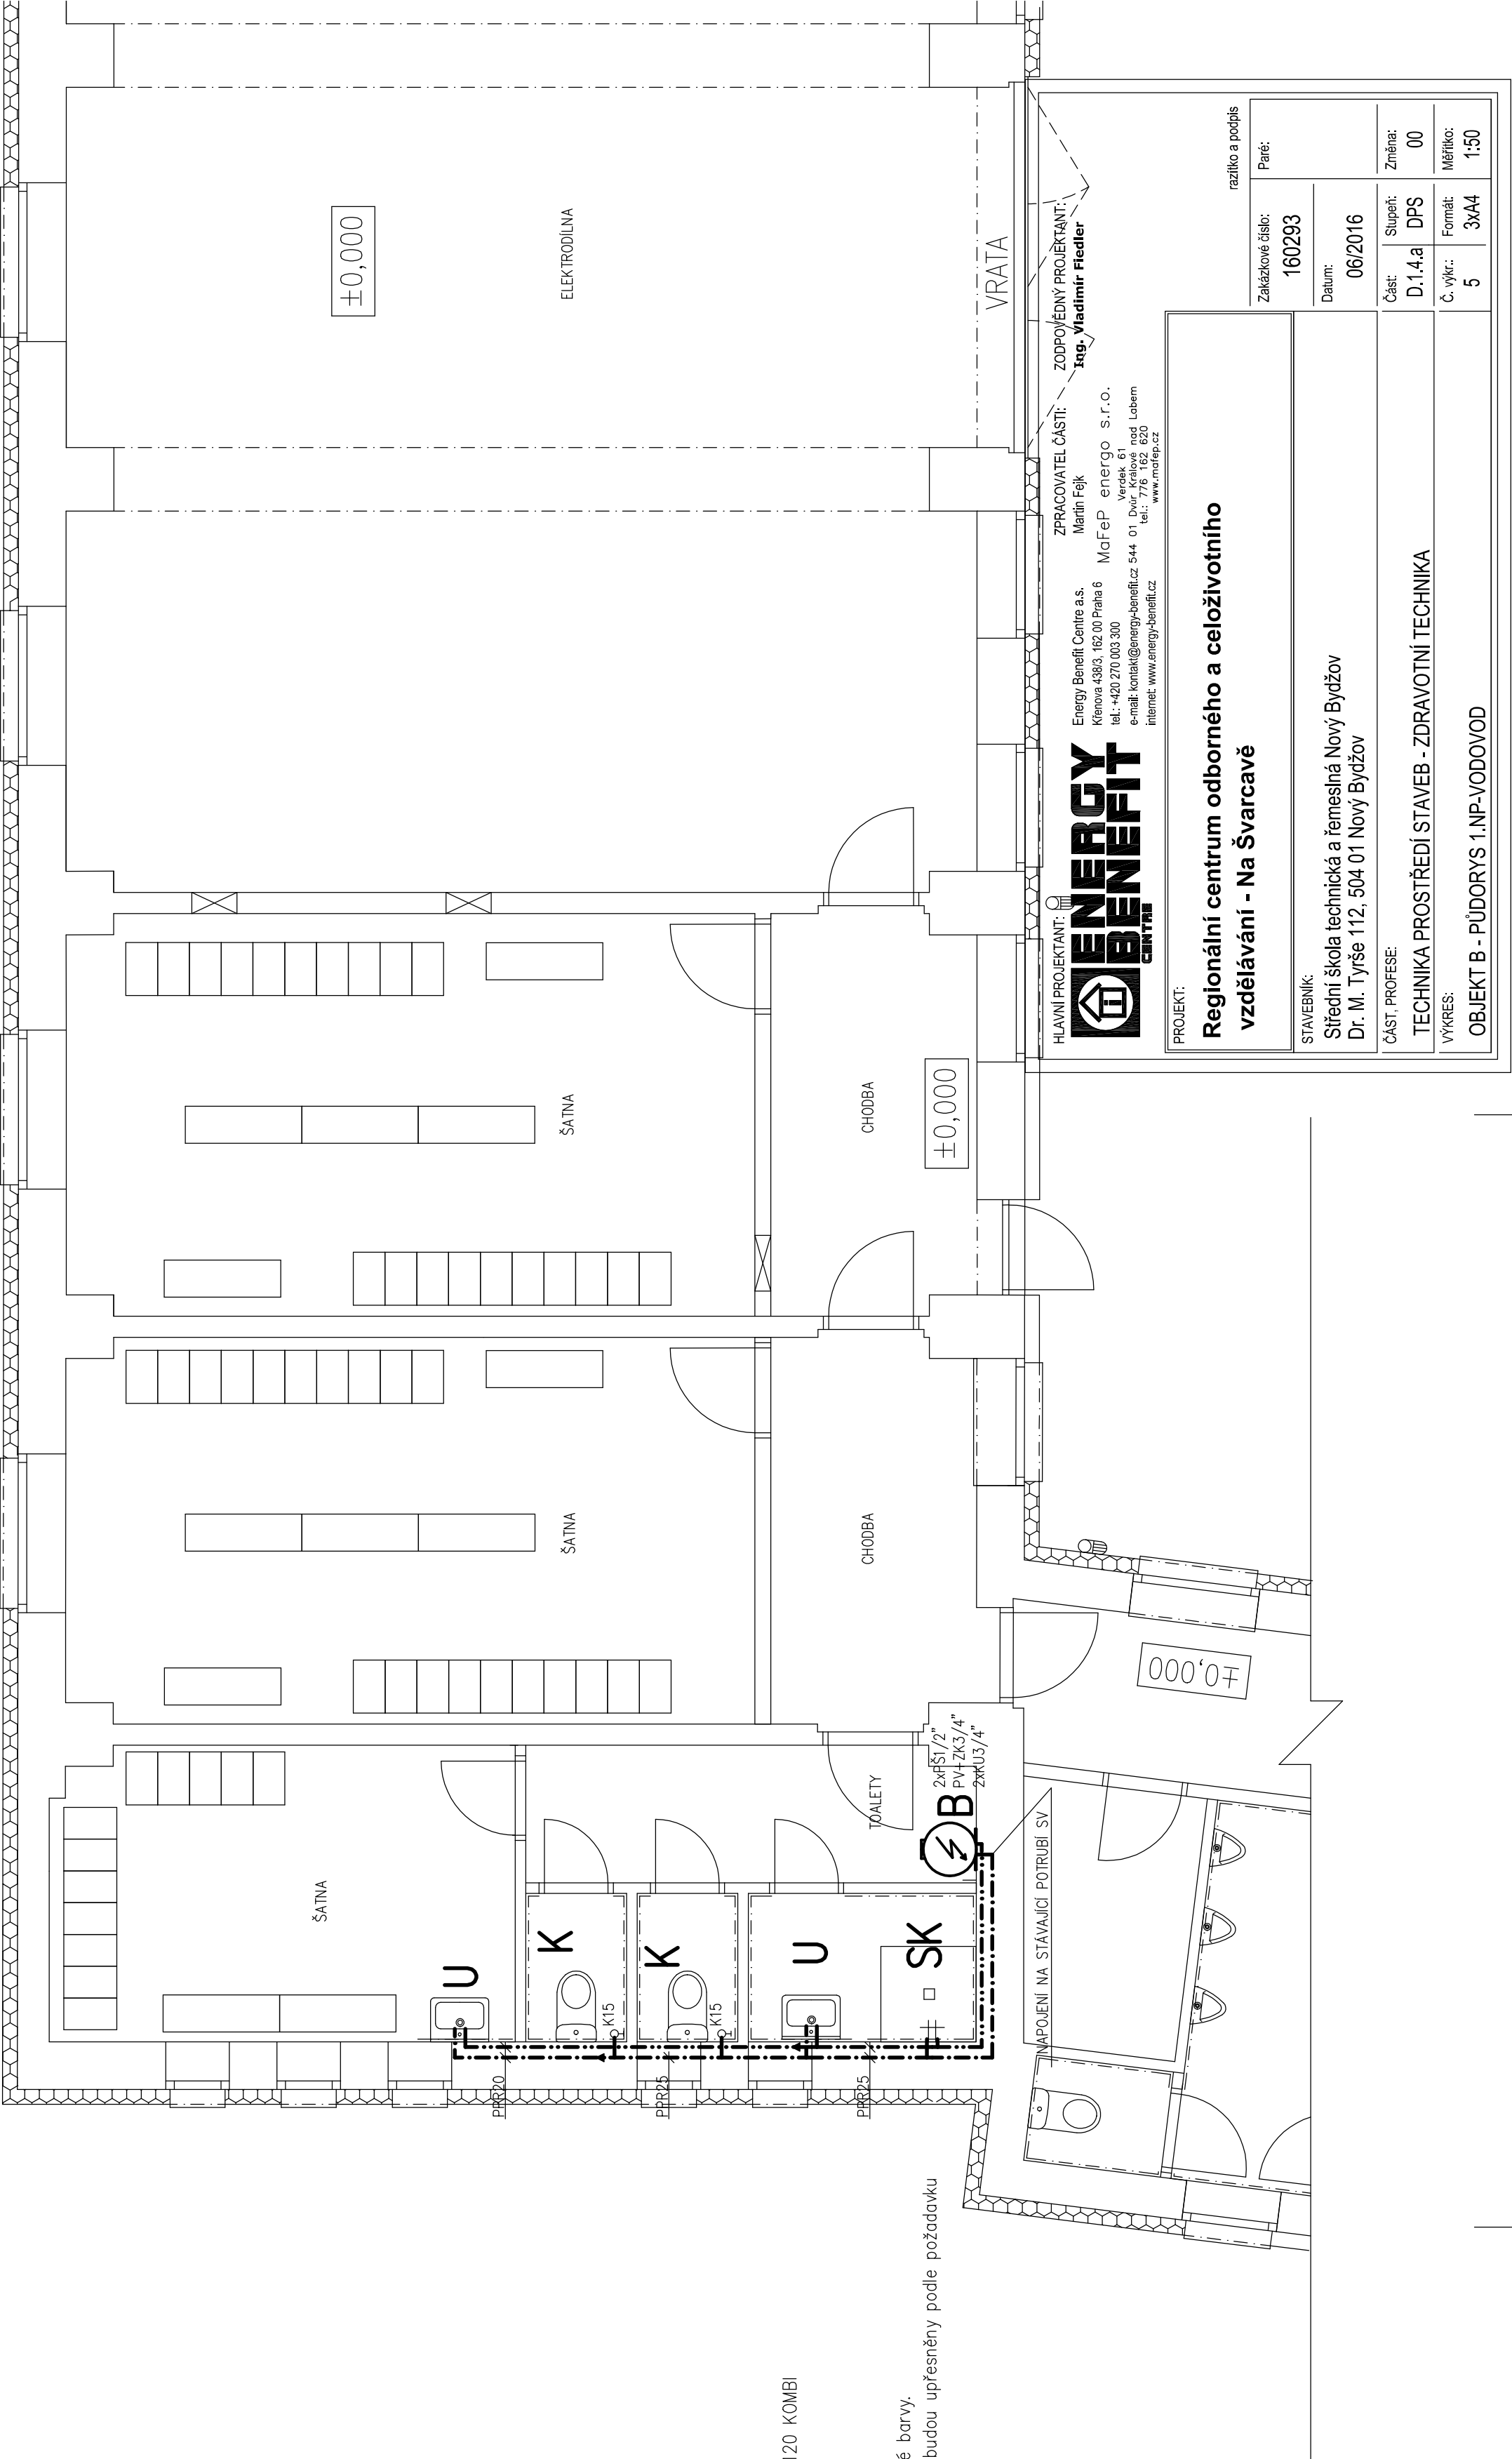 ±0,000
ELEKTRODÍLNA
VRATA
ŠATNA
CHODBA
±0,000
ŠATNA
CHODBA
±0,000
ŠATNA
TOALETY
U
K
K15
K
K15
U
SK
B
2xPŠ1/2"
PV+ZK3/4"
2xKU3/4"
NAPOJENÍ NA STÁVAJÍCÍ POTRUBÍ SV
PPR20
PPR25
PPR25
120 KOMBI
é barvy.
budou upřesněny podle požadavku
HLAVNÍ PROJEKTANT:
ENERGY
BENEFIT
CENTRE
Energy Benefit Centre a.s.
Křenova 438/3, 162 00 Praha 6
tel.: +420 270 003 300
e-mail: kontakt@energy-benefit.cz
internet: www.energy-benefit.cz
ZPRACOVATEL ČÁSTI:
Martin Fejk
MaFeP energo s.r.o.
Verdek 61
544 01 Dvůr Králové nad Labem
tel.: 776 162 620
www.mafep.cz
ZODPOVĚDNÝ PROJEKTANT:
Ing. Vladimír Fiedler
razítko a podpis
PROJEKT:
Regionální centrum odborného a celoživotního
vzdělávání - Na Švarcavě
Zakázkové číslo:
160293
Paré:
STAVEBNÍK:
Střední škola technická a řemeslná Nový Bydžov
Dr. M. Tyrše 112, 504 01 Nový Bydžov
Datum:
06/2016
ČÁST, PROFESE:
TECHNIKA PROSTŘEDÍ STAVEB - ZDRAVOTNÍ TECHNIKA
Část:
D.1.4.a
Stupeň:
DPS
Změna:
00
VÝKRES:
OBJEKT B - PŮDORYS 1.NP-VODOVOD
Č. výkr.:
5
Formát:
3xA4
Měřítko:
1:50